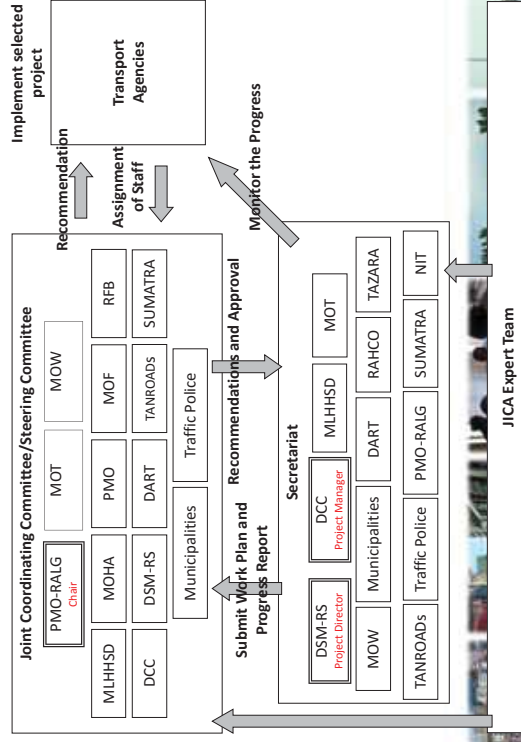 Joint Coordinating Committee/Steering Committee
PMO-RALG
Chair
MOT
MOW
MLHHSD
MOHA
PMO
MOF
RFB
DCC
DSM-RS
DART
TANROADs
SUMATRA
Municipalities
Traffic Police
Recommendation
Assignment
of Staff
Implement selected
project
Transport
Agencies
Submit Work Plan and
Progress Report
Recommendations and Approval
Monitor the Progress
Secretariat
DSM-RS
Project Director
DCC
Project Manager
MLHHSD
MOT
MOW
Municipalities
DART
RAHCO
TAZARA
TANROADs
Traffic Police
PMO-RALG
SUMATRA
NIT
JICA Expert Team